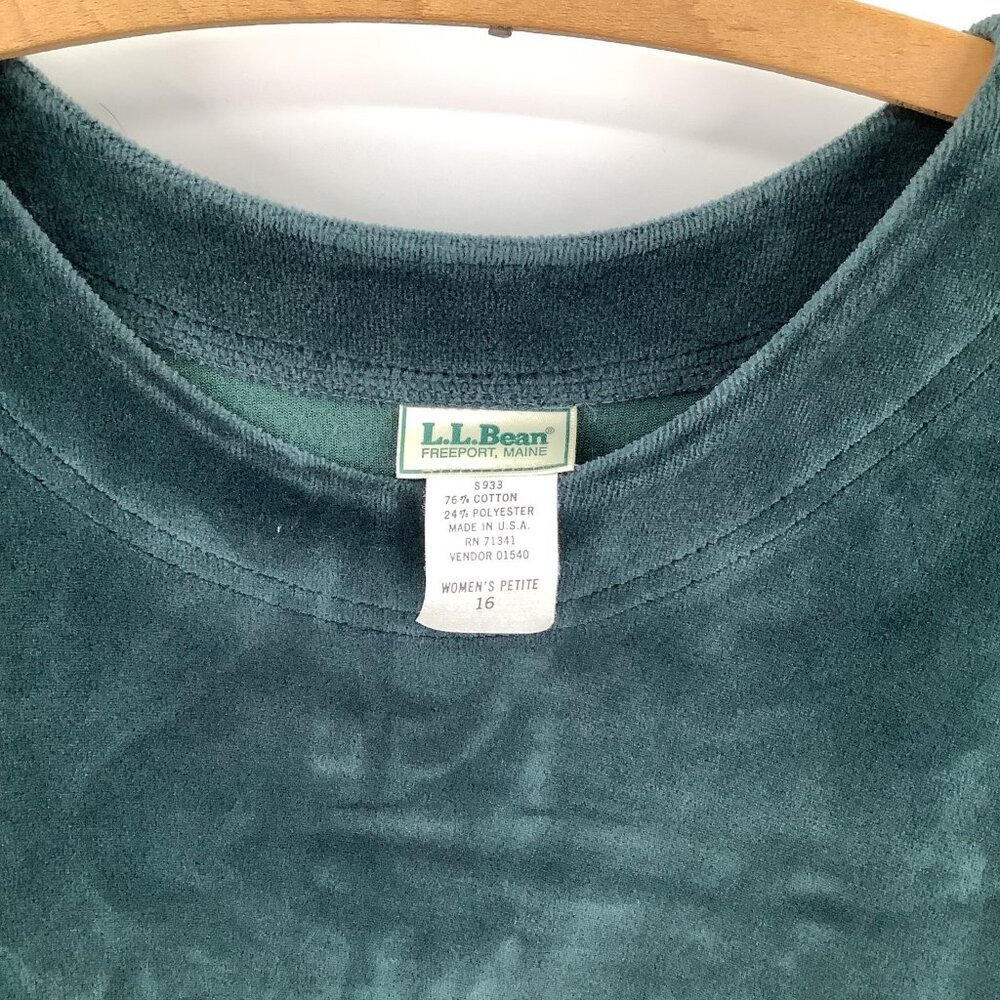 L.L.Bean®
FREEPORT, MAINE
S933
76% COTTON
24% POLYESTER
MADE IN U.S.A.
RN 71341
VENDOR 01540
WOMEN'S PETITE
16